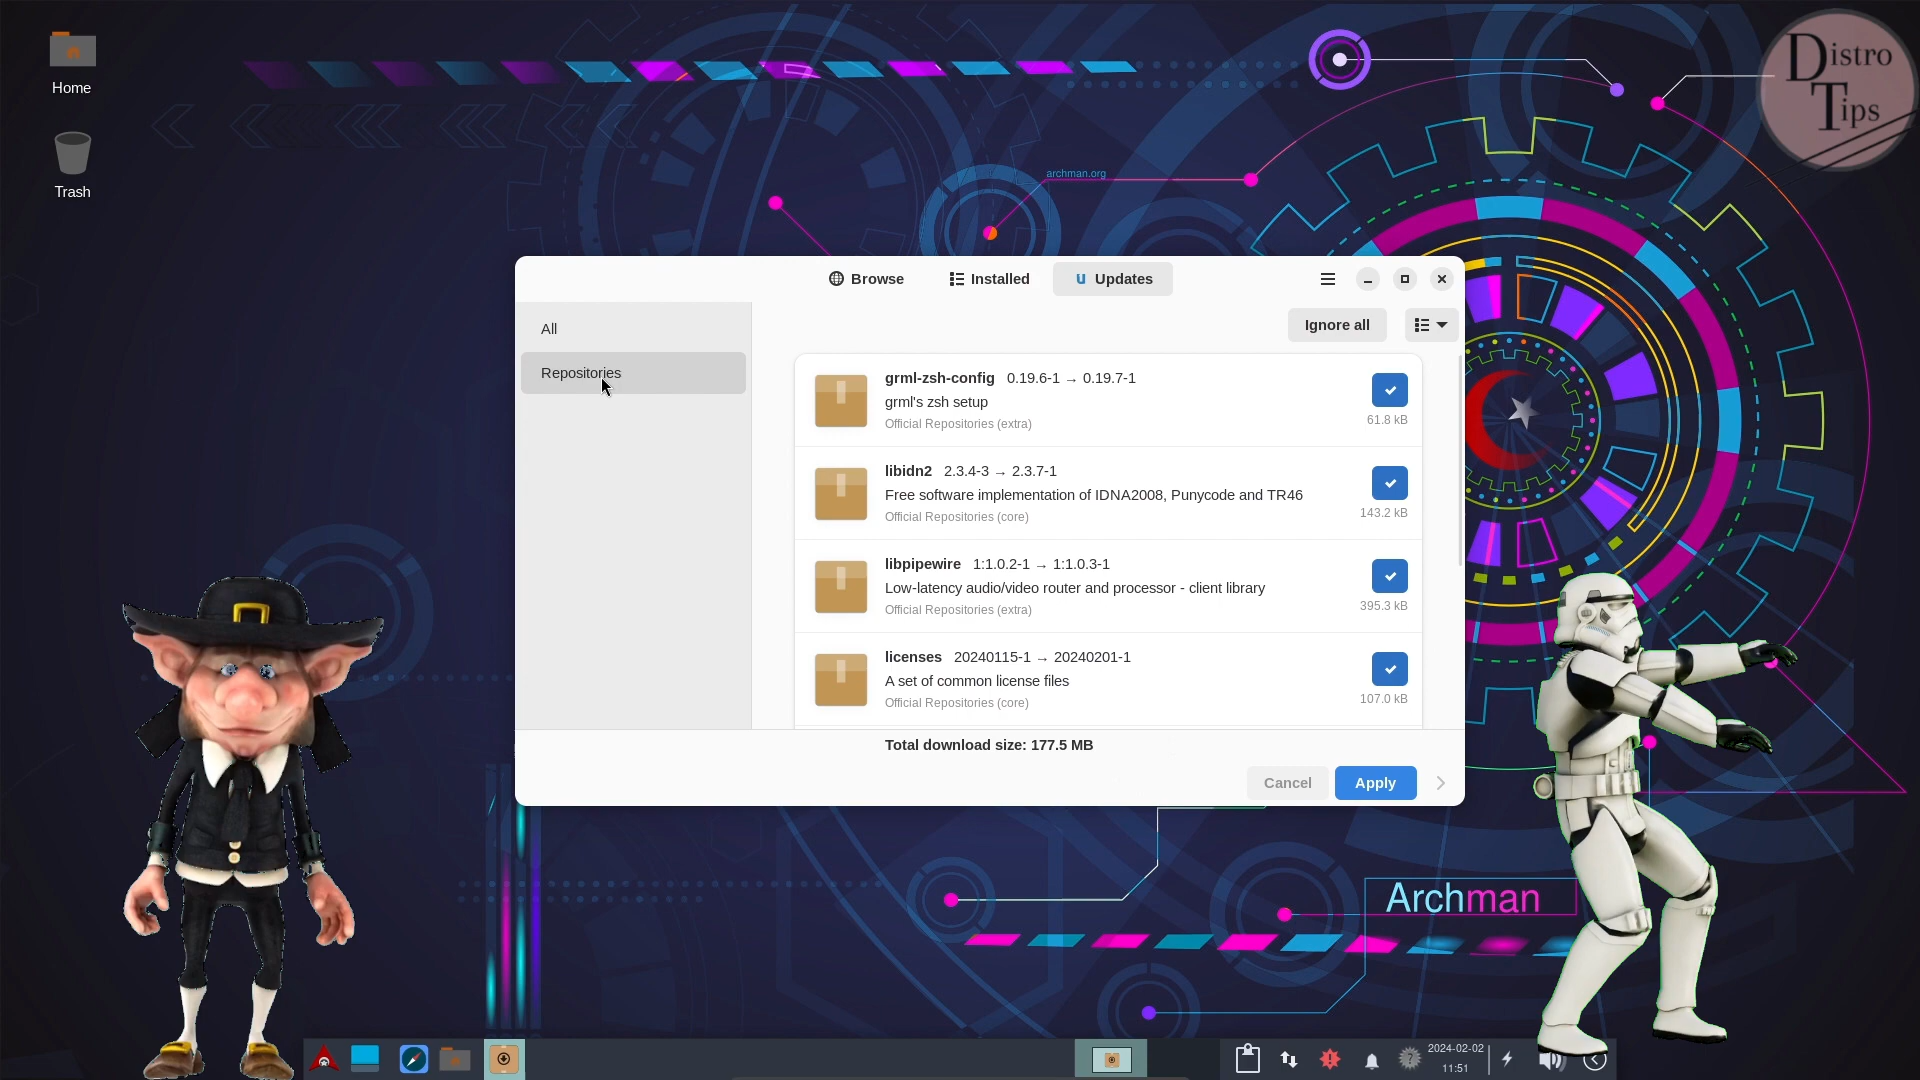 Home
Trash
Distro
Tips
archman.org
Browse
Installed
Updates
All
Repositories
Ignore all
grml-zsh-config 0.19.6-1 → 0.19.7-1
grml's zsh setup
Official Repositories (extra)
61.8 kB
libidn2 2.3.4-3 → 2.3.7-1
Free software implementation of IDNA2008, Punycode and TR46
Official Repositories (core)
143.2 kB
libpipewire 1:1.0.2-1 → 1:1.0.3-1
Low-latency audio/video router and processor - client library
Official Repositories (extra)
395.3 kB
licenses 20240115-1 → 20240201-1
A set of common license files
Official Repositories (core)
107.0 kB
Total download size: 177.5 MB
Cancel
Apply
Archman
2024-02-02
11:51